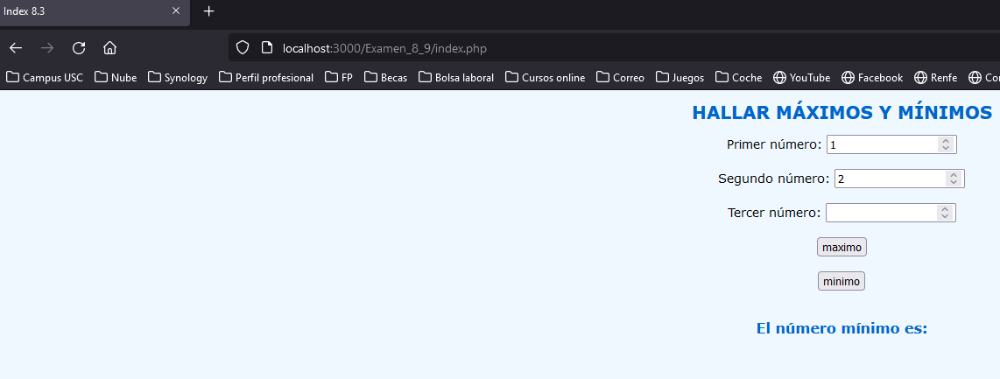 Index 8.3
localhost:3000/Examen_8_9/index.php
Campus USC Nube Synology Perfil profesional FP Becas Bolsa laboral Cursos online Correo Juegos Coche YouTube Facebook Renfe
HALLAR MÁXIMOS Y MÍNIMOS
Primer número: 1
Segundo número: 2
Tercer número:
maximo
minimo
El número mínimo es: